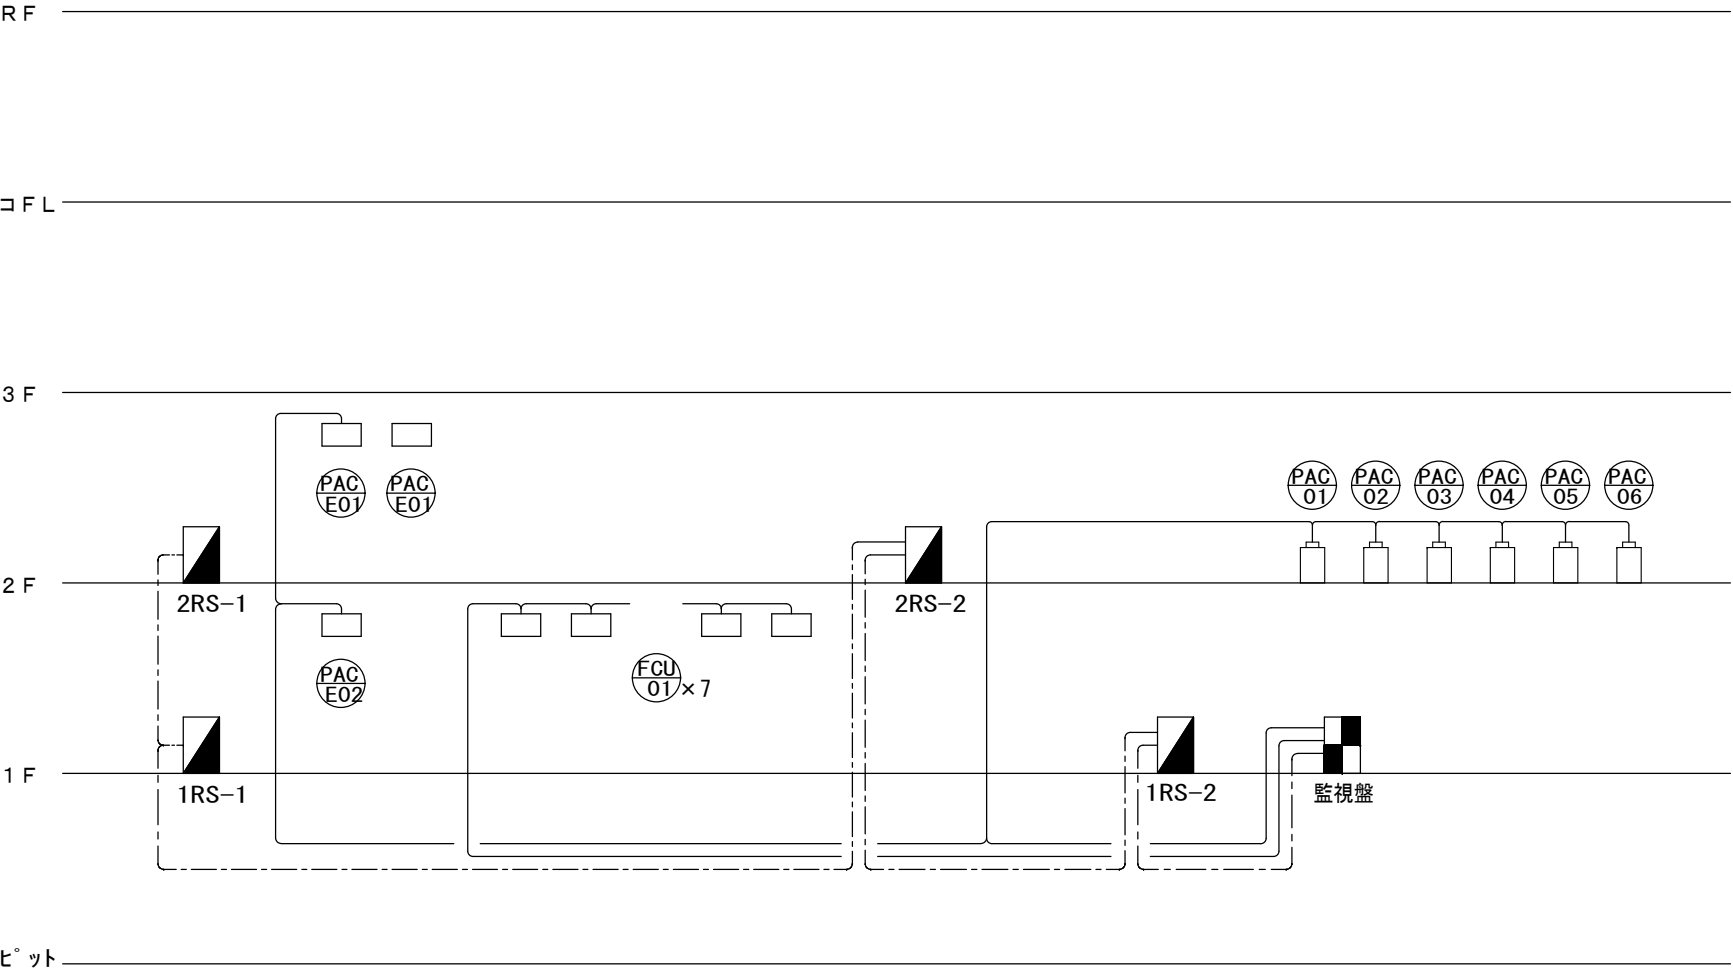 RF
コFL
3F
PAC E01
PAC E01
PAC 01
PAC 02
PAC 03
PAC 04
PAC 05
PAC 06
2F
2RS-1
2RS-2
PAC E02
FCU 01 ×7
1F
1RS-1
1RS-2
監視盤
ピット